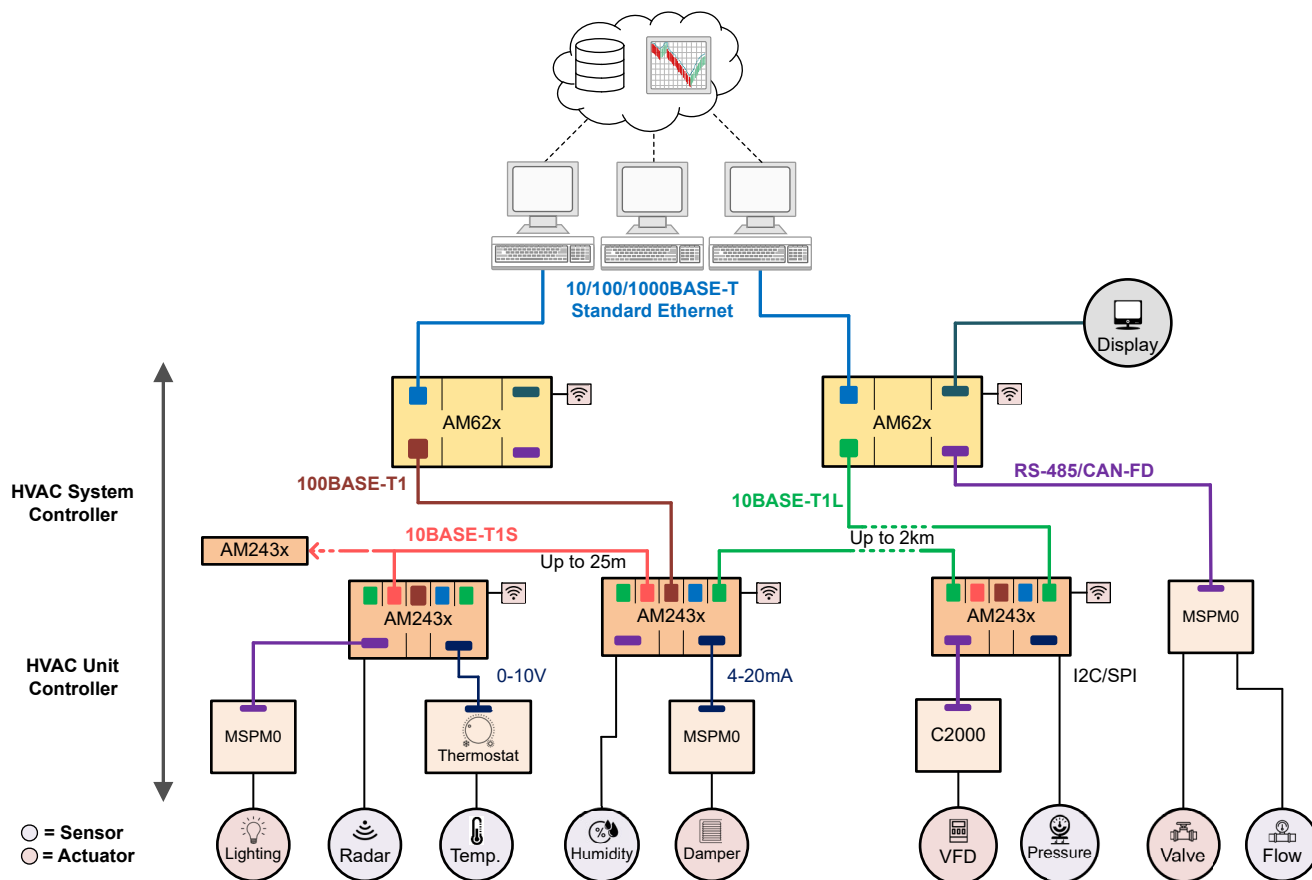 10/100/1000BASE-T
Standard Ethernet
Display
AM62x
AM62x
HVAC System
Controller
100BASE-T1
10BASE-T1L
RS-485/CAN-FD
10BASE-T1S
AM243x
Up to 25m
Up to 2km
AM243x
AM243x
AM243x
MSPM0
HVAC Unit
Controller
0-10V
4-20mA
I2C/SPI
MSPM0
Thermostat
MSPM0
C2000
= Sensor
= Actuator
Lighting
Radar
Temp.
%
Humidity
Damper
VFD
Pressure
Valve
Flow